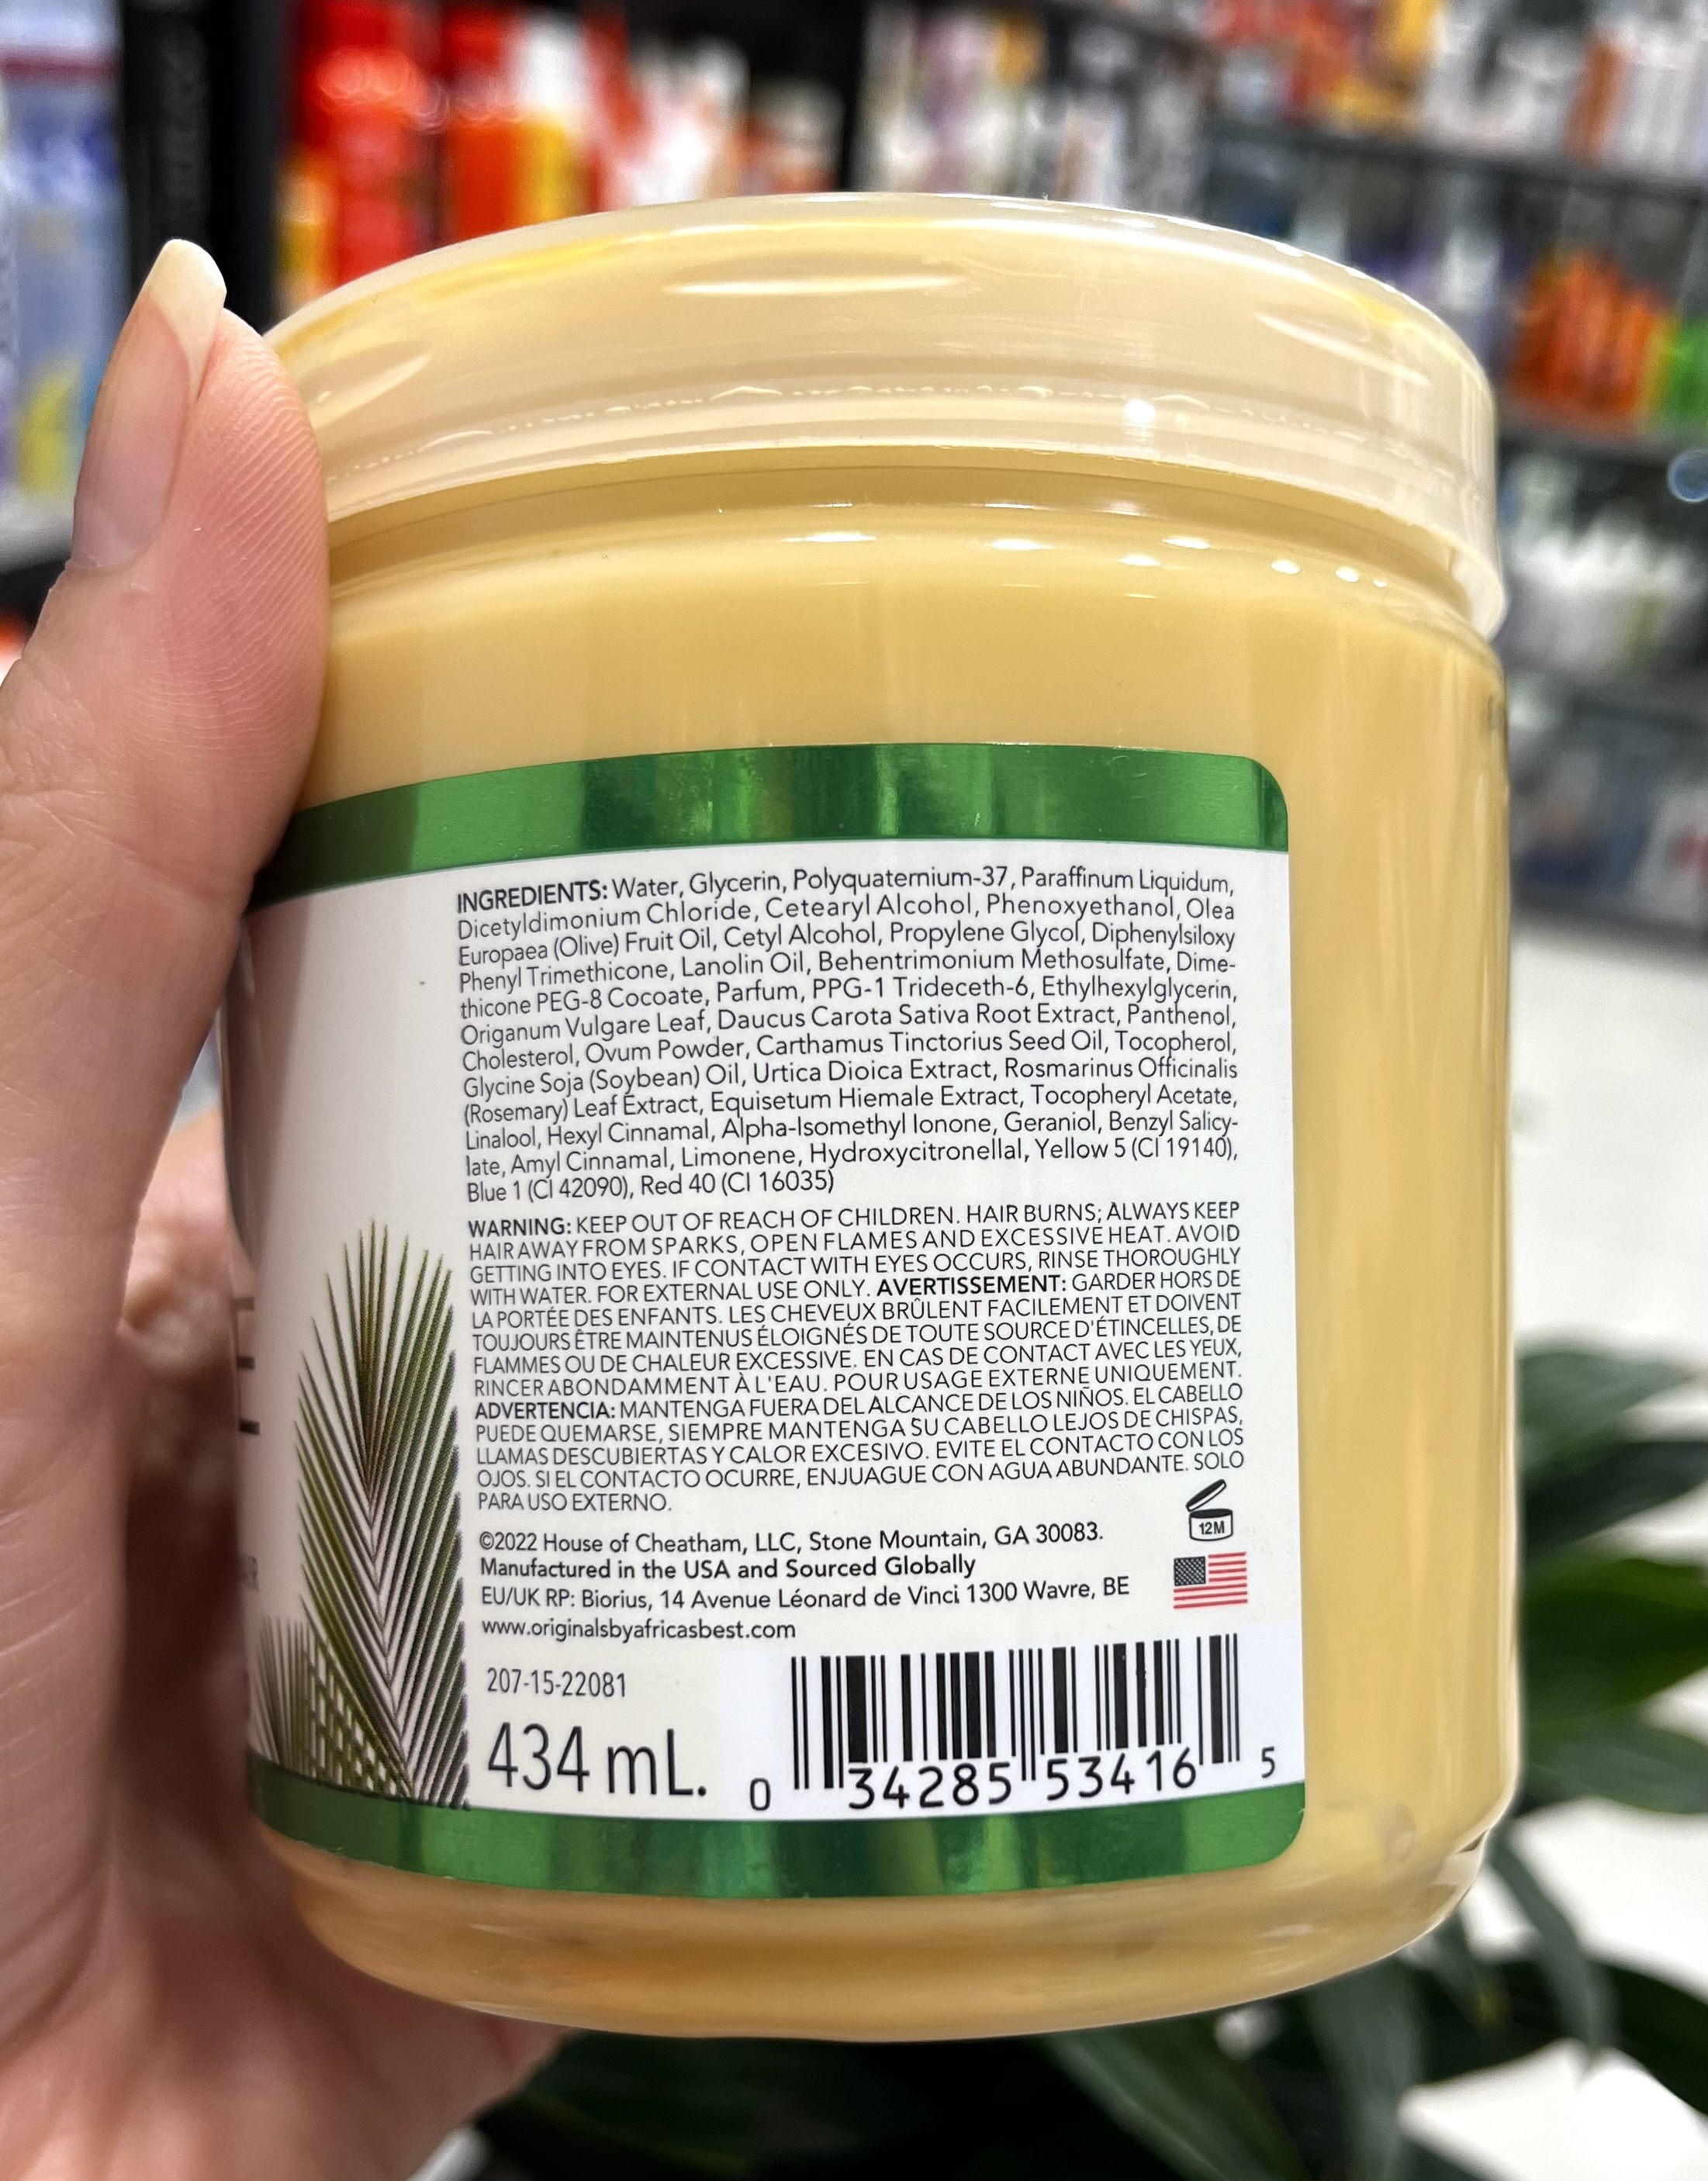 INGREDIENTS: Water, Glycerin, Polyquaternium-37, Paraffinum Liquidum,
Dicetyldimonium Chloride, Cetearyl Alcohol, Phenoxyethanol, Olea
Europaea (Olive) Fruit Oil, Cetyl Alcohol, Propylene Glycol, Diphenylsiloxy
Phenyl Trimethicone, Lanolin Oil, Behentrimonium Methosulfate, Dime-
thicone PEG-8 Cocoate, Parfum, PPG-1 Trideceth-6, Ethylhexylglycerin,
Origanum Vulgare Leaf, Daucus Carota Sativa Root Extract, Panthenol,
Cholesterol, Ovum Powder, Carthamus Tinctorius Seed Oil, Tocopherol,
Glycine Soja (Soybean) Oil, Urtica Dioica Extract, Rosmarinus Officinalis
(Rosemary) Leaf Extract, Equisetum Hiemale Extract, Tocopheryl Acetate,
Linalool, Hexyl Cinnamal, Alpha-Isomethyl Ionone, Geraniol, Benzyl Salicy-
late, Amyl Cinnamal, Limonene, Hydroxycitronellal, Yellow 5 (CI 19140),
Blue 1 (CI 42090), Red 40 (CI 16035)
WARNING: KEEP OUT OF REACH OF CHILDREN. HAIR BURNS; ALWAYS KEEP
HAIR AWAY FROM SPARKS, OPEN FLAMES AND EXCESSIVE HEAT. AVOID
GETTING INTO EYES. IF CONTACT WITH EYES OCCURS, RINSE THOROUGHLY
WITH WATER. FOR EXTERNAL USE ONLY. AVERTISSEMENT: GARDER HORS DE
LA PORTÉE DES ENFANTS. LES CHEVEUX BRÛLENT FACILEMENT ET DOIVENT
TOUJOURS ÊTRE MAINTENUS ÉLOIGNÉS DE TOUTE SOURCE D'ÉTINCELLES, DE
FLAMMES OU DE CHALEUR EXCESSIVE. EN CAS DE CONTACT AVEC LES YEUX,
RINCER ABONDAMMENT À L'EAU. POUR USAGE EXTERNE UNIQUEMENT.
ADVERTENCIA: MANTENGA FUERA DEL ALCANCE DE LOS NIÑOS. EL CABELLO
PUEDE QUEMARSE, SIEMPRE MANTENGA SU CABELLO LEJOS DE CHISPAS,
LLAMAS DESCUBIERTAS Y CALOR EXCESIVO. EVITE EL CONTACTO CON LOS
OJOS. SI EL CONTACTO OCURRE, ENJUAGUE CON AGUA ABUNDANTE. SOLO
PARA USO EXTERNO.
12M
©2022 House of Cheatham, LLC, Stone Mountain, GA 30083.
Manufactured in the USA and Sourced Globally
EU/UK RP: Biorius, 14 Avenue Léonard de Vinci 1300 Wavre, BE
www.originalsbyafricasbest.com
207-15-22081
434 mL.
0 34285 53416 5